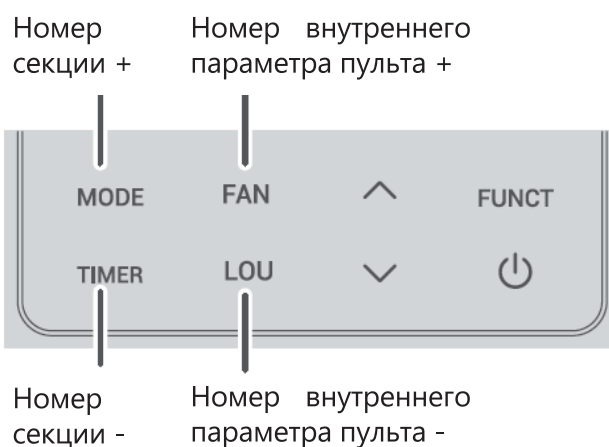 Номер
секции +
Номер внутреннего
параметра пульта +
MODE FAN FUNCT
TIMER LOU
Номер
секции -
Номер внутреннего
параметра пульта -